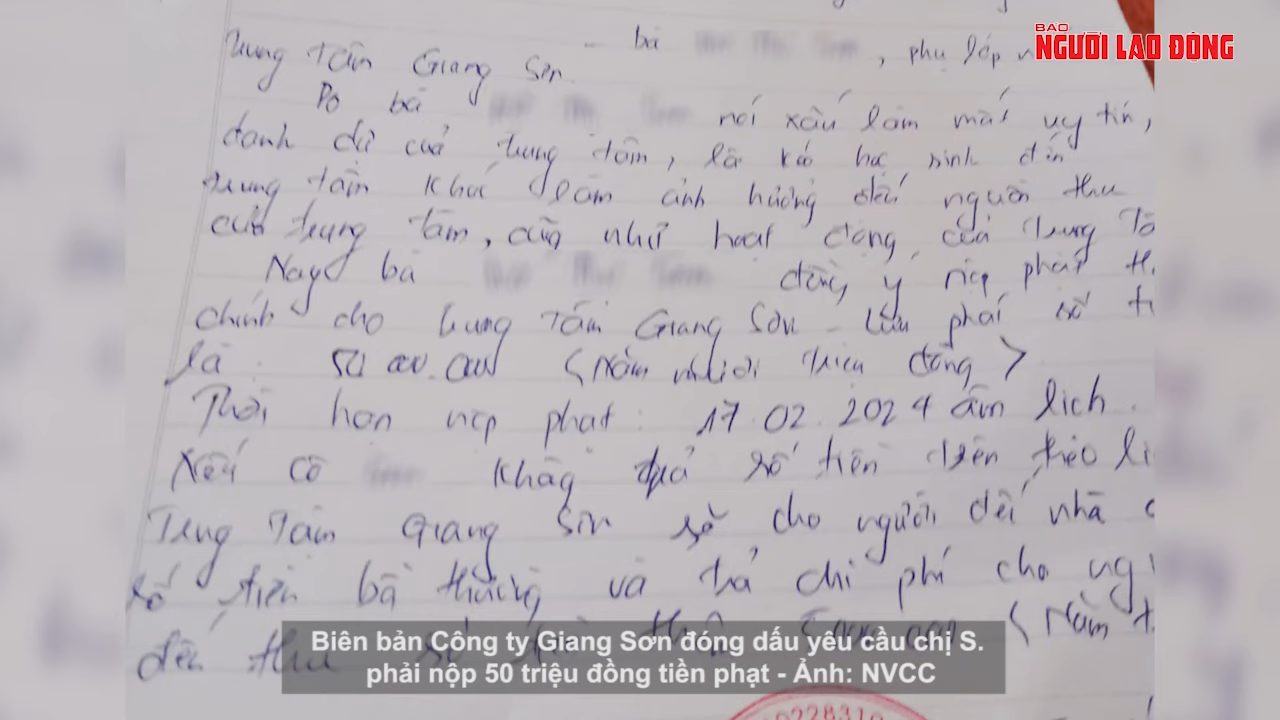 BÁO
NGƯỜI LAO ĐỘNG
bà , phụ lớp
Trung Tâm Giang Sơn.
Do bà nói xấu làm mất uy tín,
danh dự của trung tâm, lôi kéo học sinh đến
trung tâm khác làm ảnh hưởng đến người thu
của trung tâm, cũng như hoạt động của Trung
Nay bà đồng ý nộp phạt
chính cho trung Tâm Giang Sơn số
là: 50.000.000 (Năm mươi triệu đồng)
Thời hạn nộp phạt: 17.02.2024 âm lịch.
Nếu cô không trả số tiền trên theo
Trung Tâm Giang Sơn sẽ cho người đến nhà
số tiền bồi thường và trả chi phí cho
đến thu số (Năm
Biên bản Công ty Giang Sơn đóng dấu yêu cầu chị S.
phải nộp 50 triệu đồng tiền phạt - Ảnh: NVCC